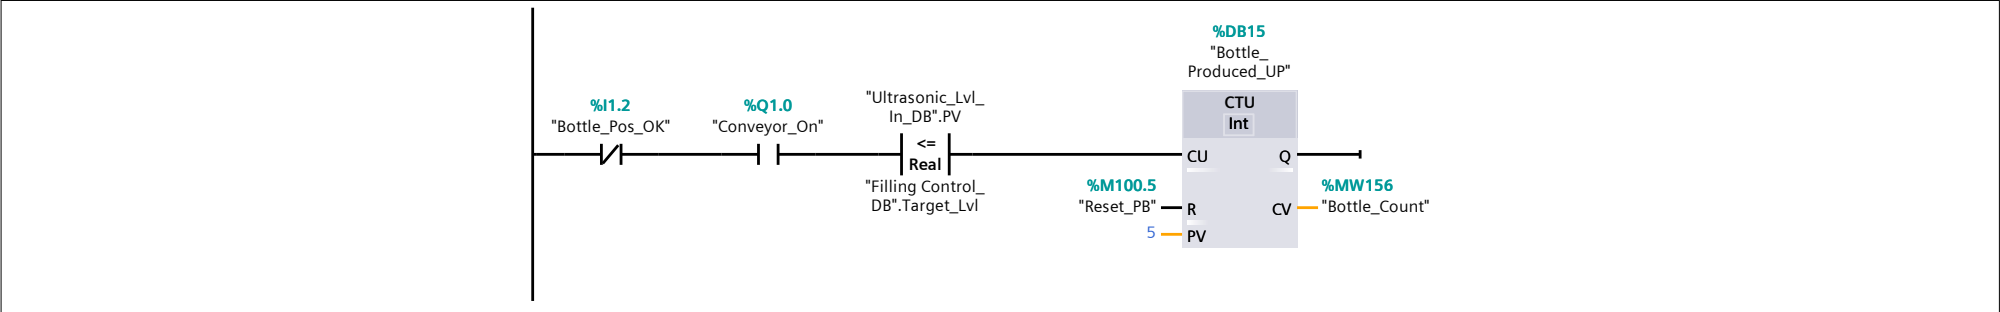 %DB15
"Bottle_
Produced_UP"
%I1.2
"Bottle_Pos_OK"
%Q1.0
"Conveyor_On"
"Ultrasonic_Lvl_
In_DB".PV
<=
Real
"Filling Control_
DB".Target_Lvl
CTU
Int
CU
Q
%M100.5
"Reset_PB"
R
5
PV
CV
%MW156
"Bottle_Count"